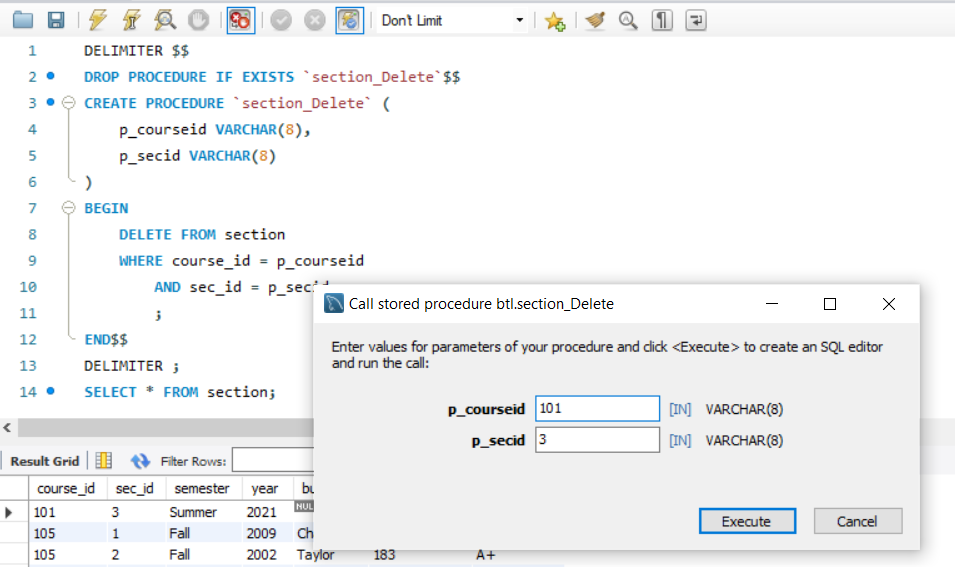 Don't Limit
1 DELIMITER $$
2 DROP PROCEDURE IF EXISTS `section_Delete`$$
3 CREATE PROCEDURE `section_Delete` (
4 p_courseid VARCHAR(8),
5 p_secid VARCHAR(8)
6 )
7 BEGIN
8 DELETE FROM section
9 WHERE course_id = p_courseid
10 AND sec_id = p_secid
11 ;
12 END$$
13 DELIMITER ;
14 SELECT * FROM section;
Call stored procedure btl.section_Delete
Enter values for parameters of your procedure and click <Execute> to create an SQL editor
and run the call:
p_courseid 101 [IN] VARCHAR(8)
p_secid 3 [IN] VARCHAR(8)
Execute Cancel
Result Grid Filter Rows:
course_id sec_id semester year bu
101 3 Summer 2021 NUL
105 1 Fall 2009 Ch
105 2 Fall 2002 Taylor 183 A+